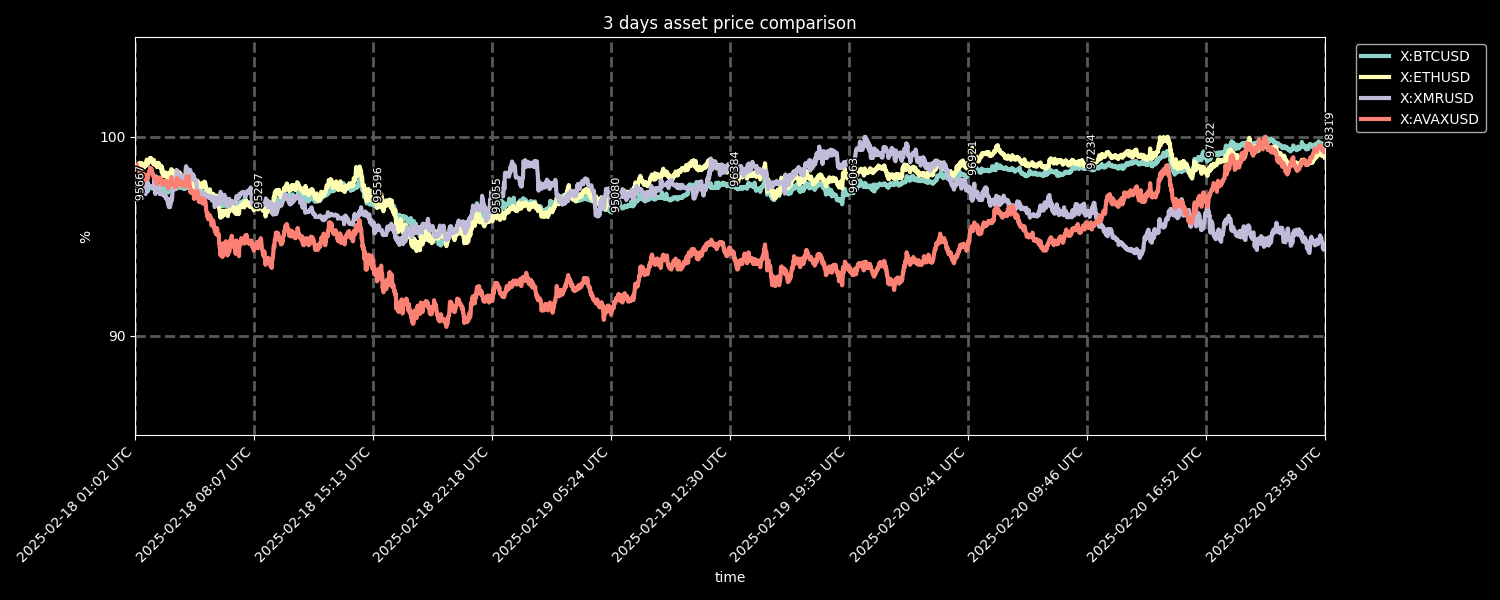 3 days asset price comparison
X:BTCUSD
X:ETHUSD
X:XMRUSD
X:AVAXUSD
100
90
%
95297
95596
95055
95080
96384
96063
96921
97234
97822
98319
2025-02-18 01:02 UTC
2025-02-18 08:07 UTC
2025-02-18 15:13 UTC
2025-02-18 22:18 UTC
2025-02-19 05:24 UTC
2025-02-19 12:30 UTC
2025-02-19 19:35 UTC
2025-02-20 02:41 UTC
2025-02-20 09:46 UTC
2025-02-20 16:52 UTC
2025-02-20 23:58 UTC
time